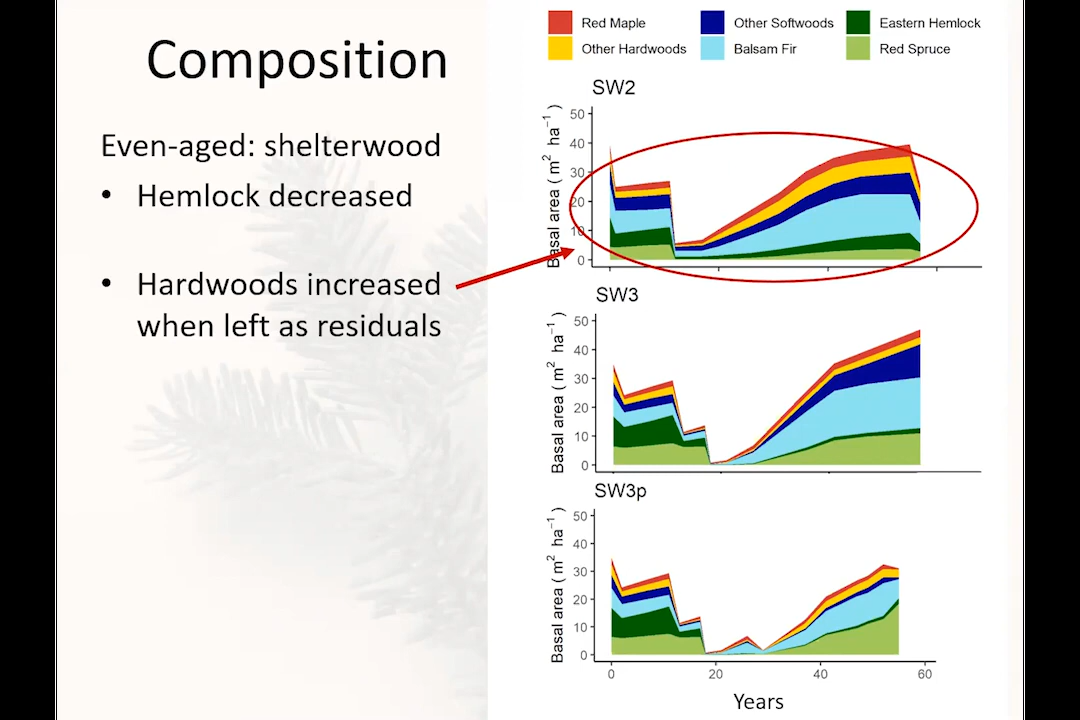 Composition
Even-aged: shelterwood
• Hemlock decreased
• Hardwoods increased
when left as residuals
Red Maple
Other Softwoods
Eastern Hemlock
Other Hardwoods
Balsam Fir
Red Spruce
SW2
Basal area ( m² ha⁻¹ )
50
40
30
20
10
0
SW3
Basal area ( m² ha⁻¹ )
50
40
30
20
10
0
SW3p
Basal area ( m² ha⁻¹ )
50
40
30
20
10
0
0 20 40 60
Years